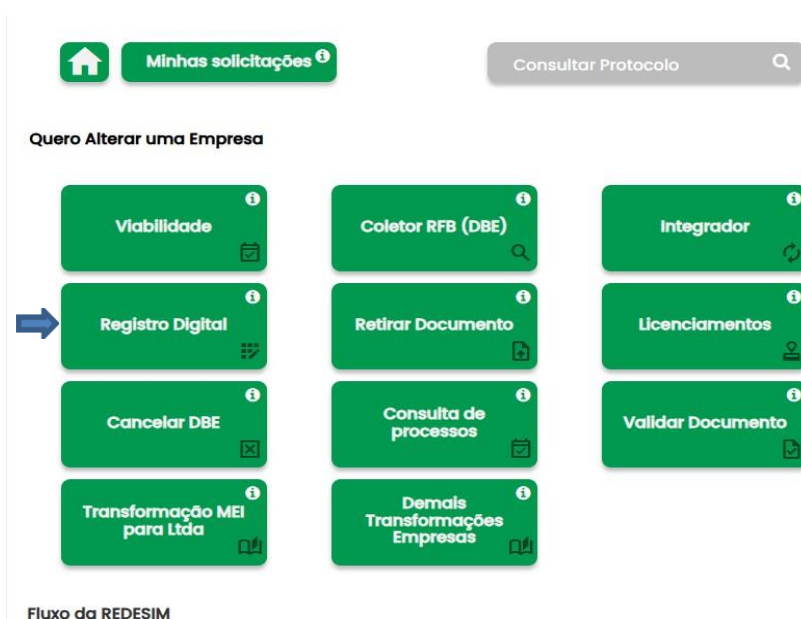 Minhas solicitações
Consultar Protocolo
Quero Alterar uma Empresa
Viabilidade
Coletor RFB (DBE)
Integrador
Registro Digital
Retirar Documento
Licenciamentos
Cancelar DBE
Consulta de
processos
Validar Documento
Transformação MEI
para Ltda
Demais
Transformações
Empresas
Fluxo da REDESIM